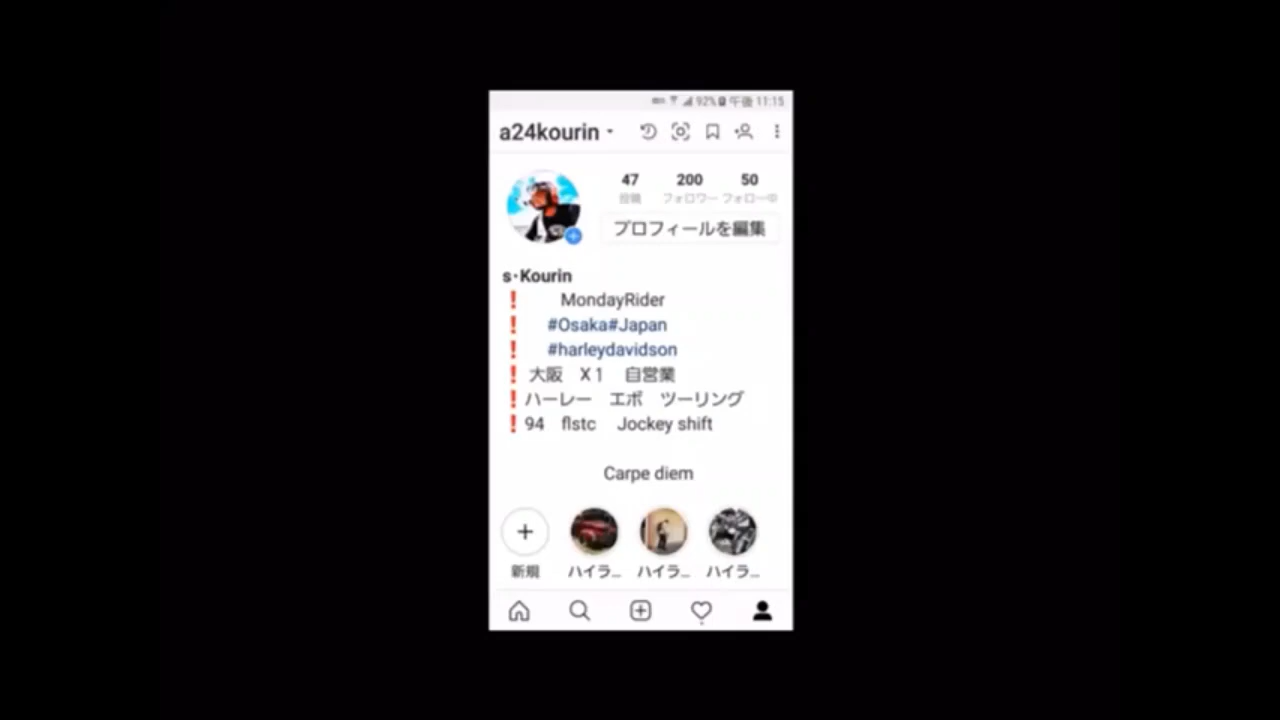 92% 午後 11:15
a24kourin
47 200 50
投稿 フォロワー フォロー中
プロフィールを編集
s・Kourin
❗ MondayRider
❗ #Osaka#Japan
❗ #harleydavidson
❗大阪 X1 自営業
❗ハーレー エボ ツーリング
❗94 flstc Jockey shift
Carpe diem
新規 ハイラ... ハイラ... ハイラ...